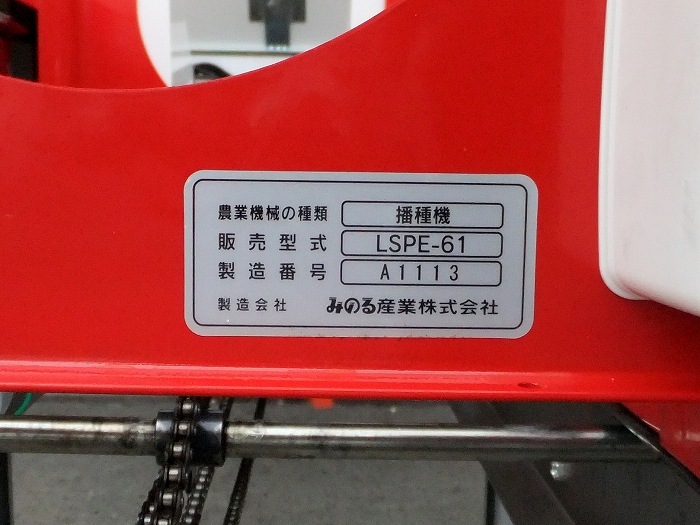 農業機械の種類 播種機
販売型式 LSPE-61
製造番号 A1113
製造会社 みのる産業株式会社